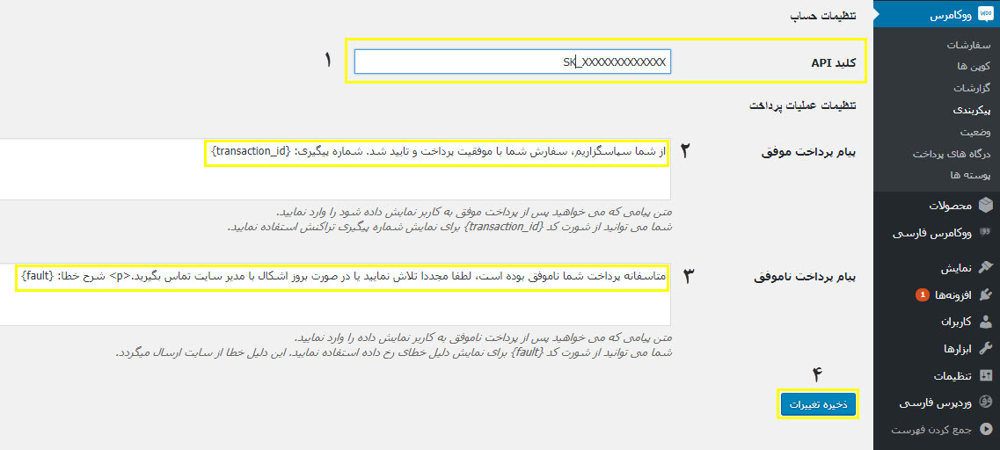 تنظیمات حساب
کلید API
SK_XXXXXXXXXXXXX
۱
تنظیمات عملیات پرداخت
پیام پرداخت موفق
۲
از شما سپاسگزاریم، سفارش شما با موفقیت پرداخت و تایید شد. شماره پیگیری: {transaction_id}
متن پیامی که می خواهید پس از پرداخت موفق به کاربر نمایش داده شود را وارد نمایید.
شما می توانید از شورت کد {transaction_id} برای نمایش شماره پیگیری تراکنش استفاده نمایید.
پیام پرداخت ناموفق
۳
متاسفانه پرداخت شما ناموفق بوده است، لطفا مجددا تلاش نمایید یا در صورت بروز اشکال با مدیر سایت تماس بگیرید.<p> شرح خطا: {fault}
متن پیامی که می خواهید پس از پرداخت ناموفق به کاربر نمایش داده را وارد نمایید.
شما می توانید از شورت کد {fault} برای نمایش دلیل خطای رخ داده استفاده نمایید. این دلیل خطا از سایت ارسال میگردد.
۴
ذخیره تغییرات
Woo ووکامرس
سفارشات
کوپن ها
گزارشات
پیکربندی
وضعیت
درگاه های پرداخت
پوسته ها
محصولات
ووکامرس فارسی
نمایش
افزونه‌ها 1
کاربران
ابزارها
تنظیمات
وردپرس فارسی
جمع کردن فهرست